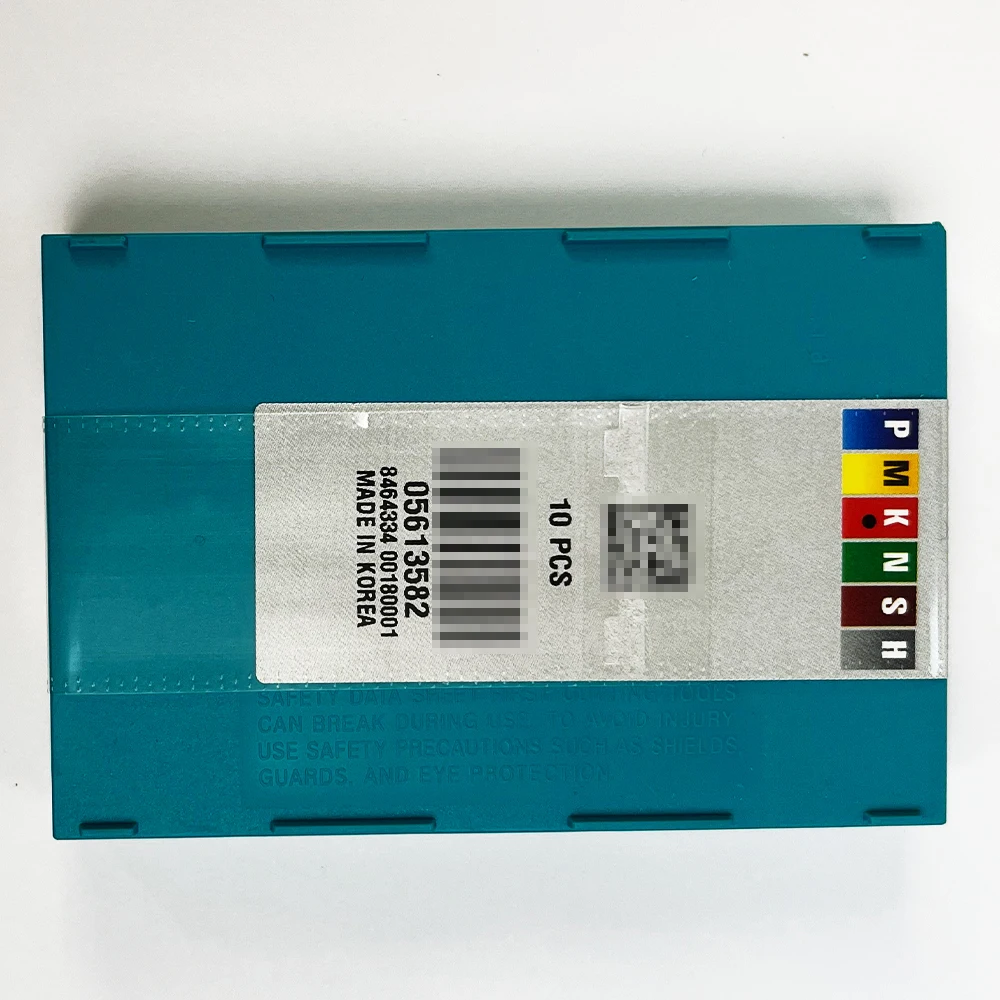 P
M
K
N
S
H
10 PCS
05613582
8464334 00180001
MADE IN KOREA
SAFETY DATA
TOOLS
CAN BREAK DURING USE. TO AVOID INJURY
USE SAFETY PRECAUTIONS SUCH AS SHIELDS,
GUARDS, AND EYE PROTECTION